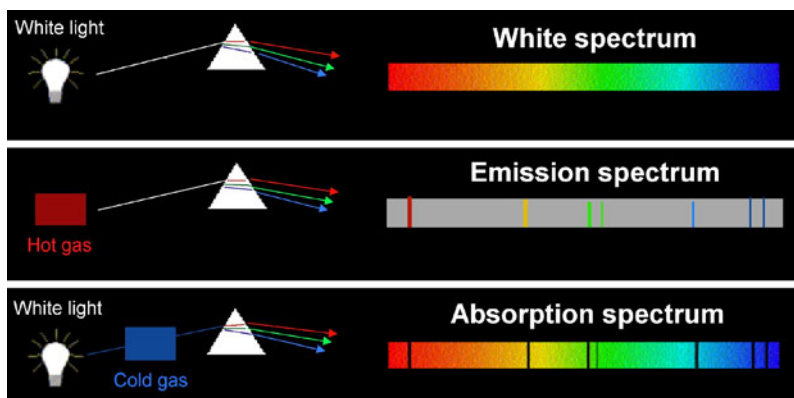 White light
White spectrum
Emission spectrum
Hot gas
White light
Absorption spectrum
Cold gas